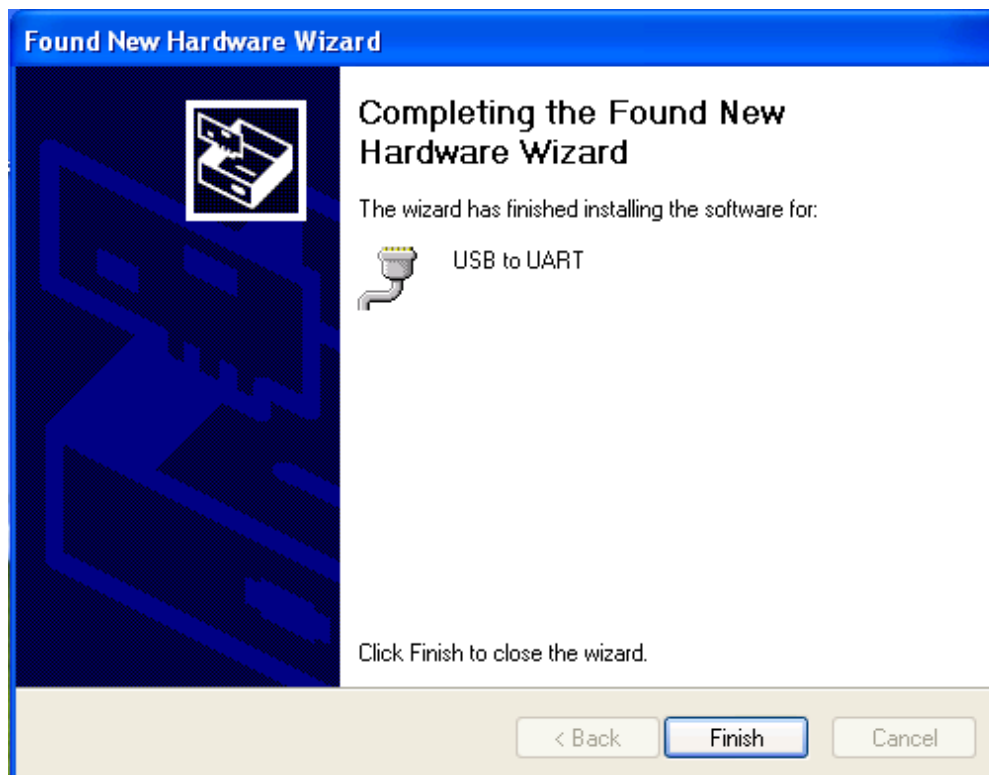 Found New Hardware Wizard
Completing the Found New
Hardware Wizard
The wizard has finished installing the software for:
USB to UART
Click Finish to close the wizard.
< Back Finish Cancel